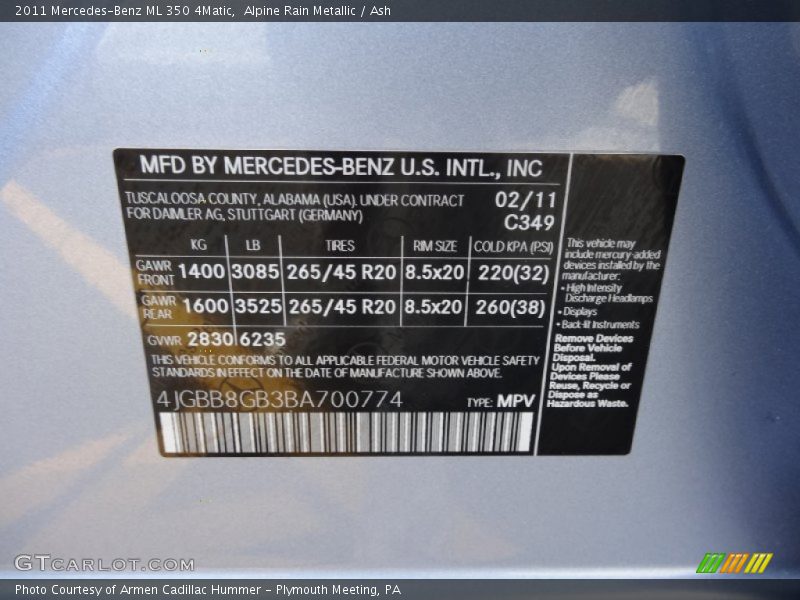 2011 Mercedes-Benz ML 350 4Matic,  Alpine Rain Metallic / Ash
MFD BY MERCEDES-BENZ U.S. INTL., INC
TUSCALOOSA COUNTY, ALABAMA (USA). UNDER CONTRACT
FOR DAIMLER AG, STUTTGART (GERMANY)
02/11
C349
KG LB TIRES RIM SIZE COLD KPA (PSI)
GAWR FRONT 1400 3085 265/45 R20 8.5x20 220(32)
GAWR REAR 1600 3525 265/45 R20 8.5x20 260(38)
GVWR 2830 6235
THIS VEHICLE CONFORMS TO ALL APPLICABLE FEDERAL MOTOR VEHICLE SAFETY
STANDARDS IN EFFECT ON THE DATE OF MANUFACTURE SHOWN ABOVE.
4JGBB8GB3BA700774 TYPE: MPV
This vehicle may
include mercury-added
devices installed by the
manufacturer:
• High Intensity
Discharge Headlamps
• Displays
• Back-lit Instruments
Remove Devices
Before Vehicle
Disposal.
Upon Removal of
Devices Please
Reuse, Recycle or
Dispose as
Hazardous Waste.
GTCARLOT.COM
Photo Courtesy of Armen Cadillac Hummer - Plymouth Meeting, PA